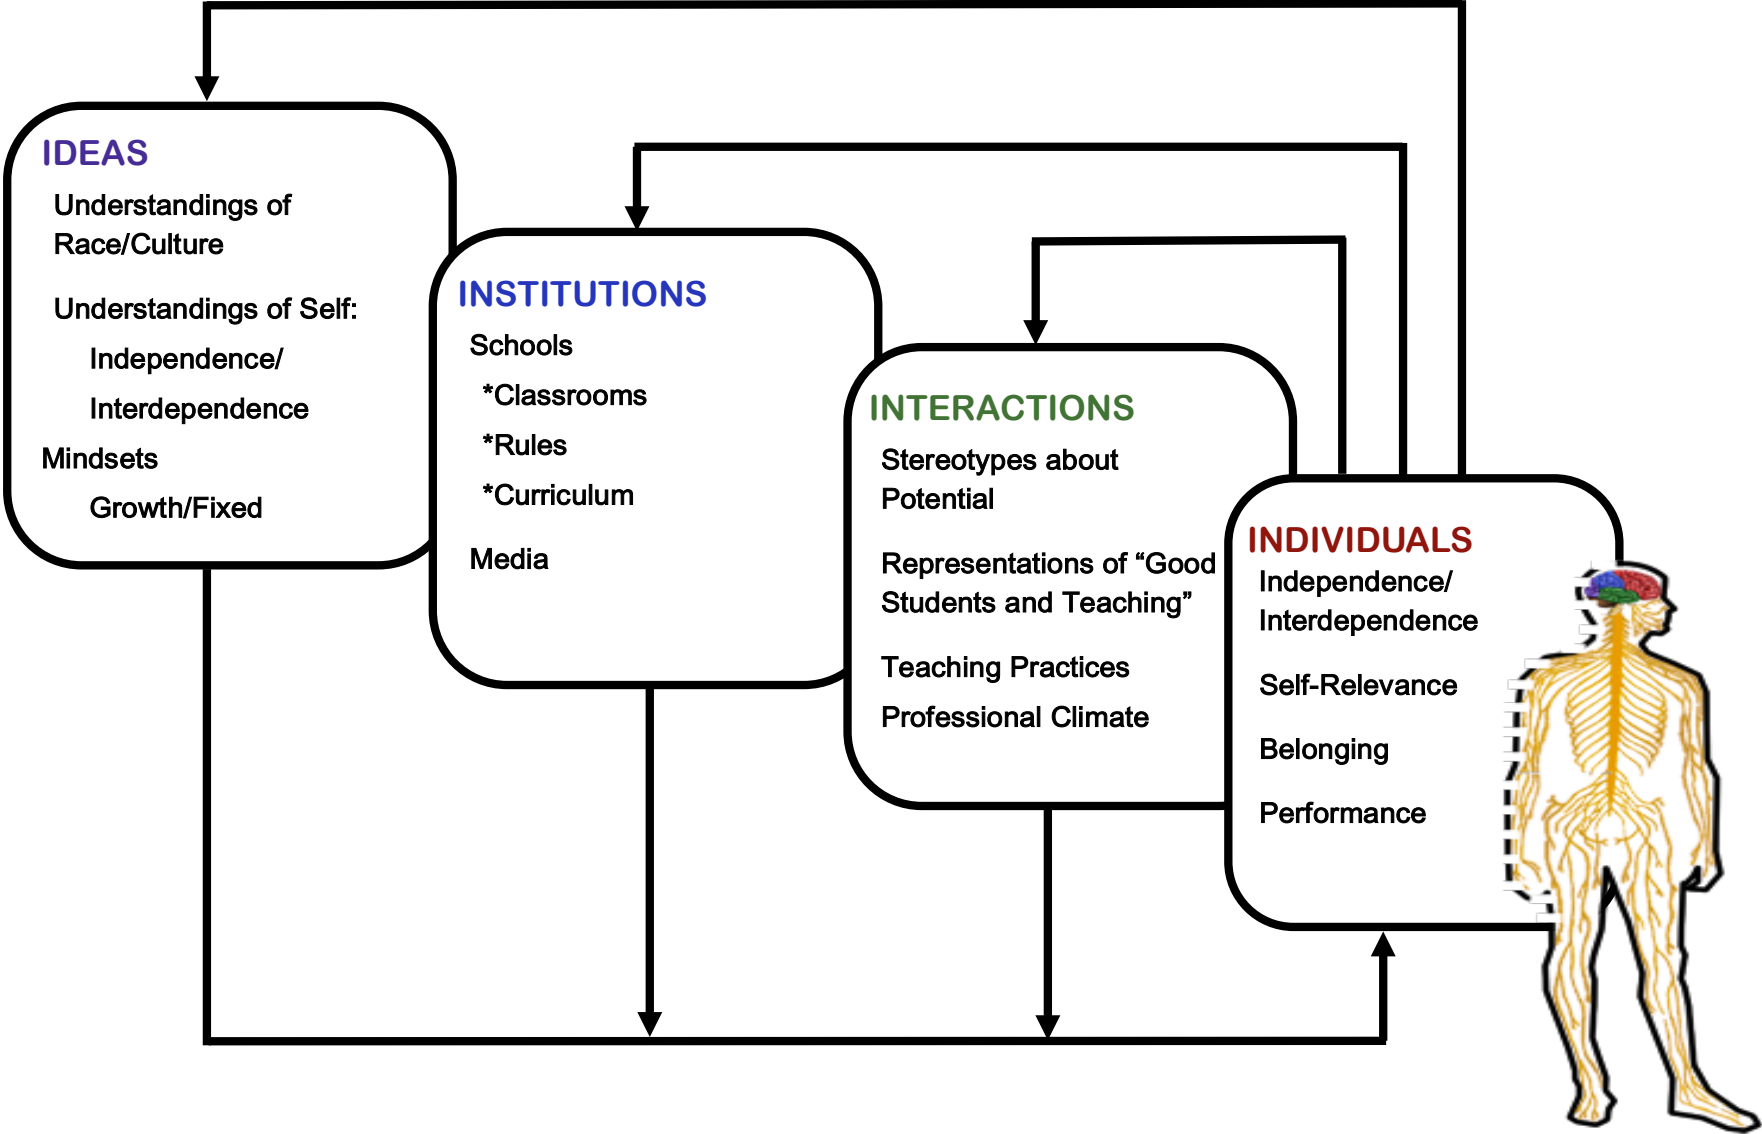 IDEAS
Understandings of
Race/Culture
Understandings of Self:
Independence/
Interdependence
Mindsets
Growth/Fixed
INSTITUTIONS
Schools
*Classrooms
*Rules
*Curriculum
Media
INTERACTIONS
Stereotypes about
Potential
Representations of “Good
Students and Teaching”
Teaching Practices
Professional Climate
INDIVIDUALS
Independence/
Interdependence
Self-Relevance
Belonging
Performance